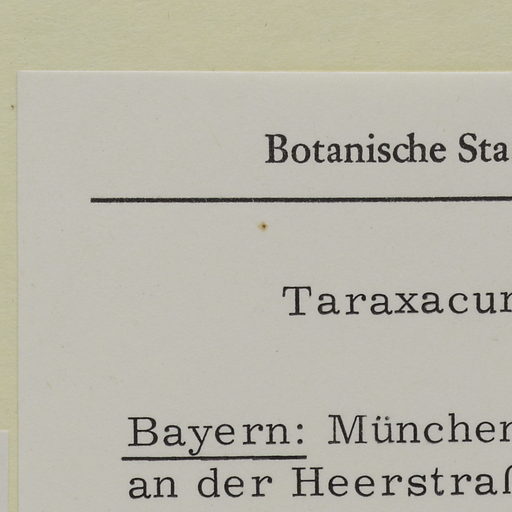 Botanische Sta
Taraxacum
Bayern: München
an der Heerstraß